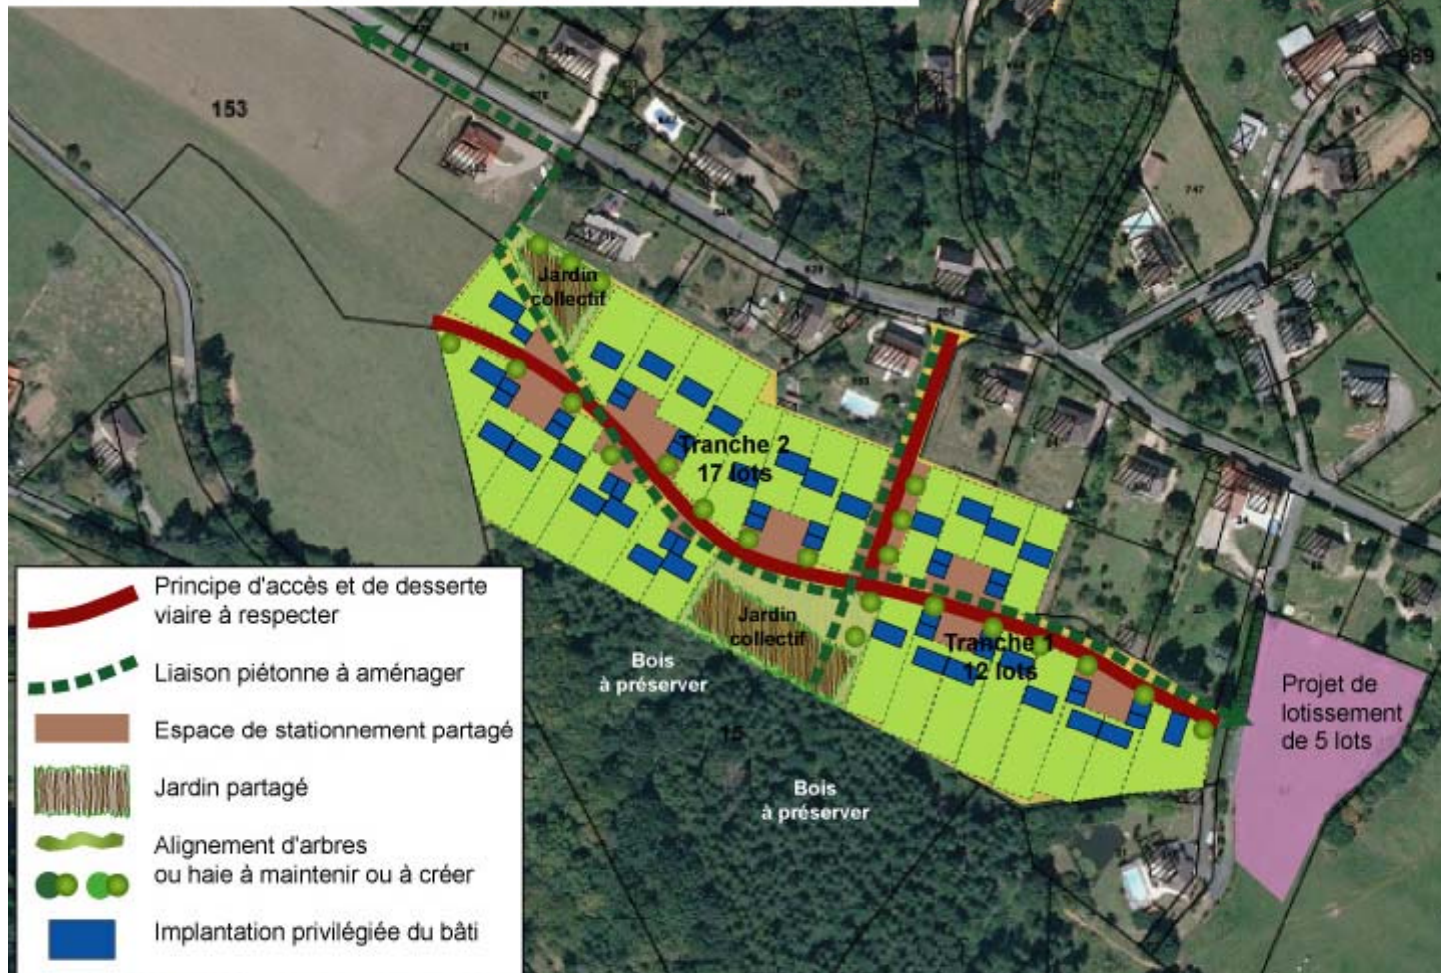 153
747
Jardin
collectif
Tranche 2
17 lots
Jardin
collectif
Tranche 1
12 lots
Bois
à préserver
15
Bois
à préserver
Projet de
lotissement
de 5 lots
Principe d'accès et de desserte
viaire à respecter
Liaison piétonne à aménager
Espace de stationnement partagé
Jardin partagé
Alignement d'arbres
ou haie à maintenir ou à créer
Implantation privilégiée du bâti